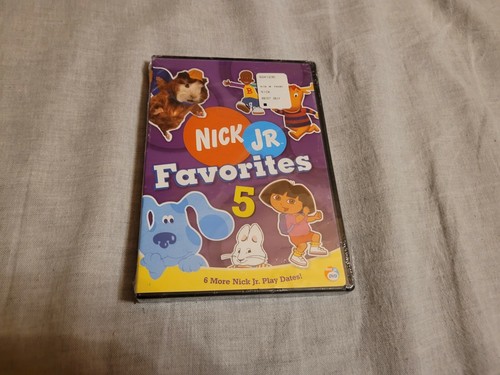 NICK JR.
Favorites
5
B
6 More Nick Jr. Play Dates!